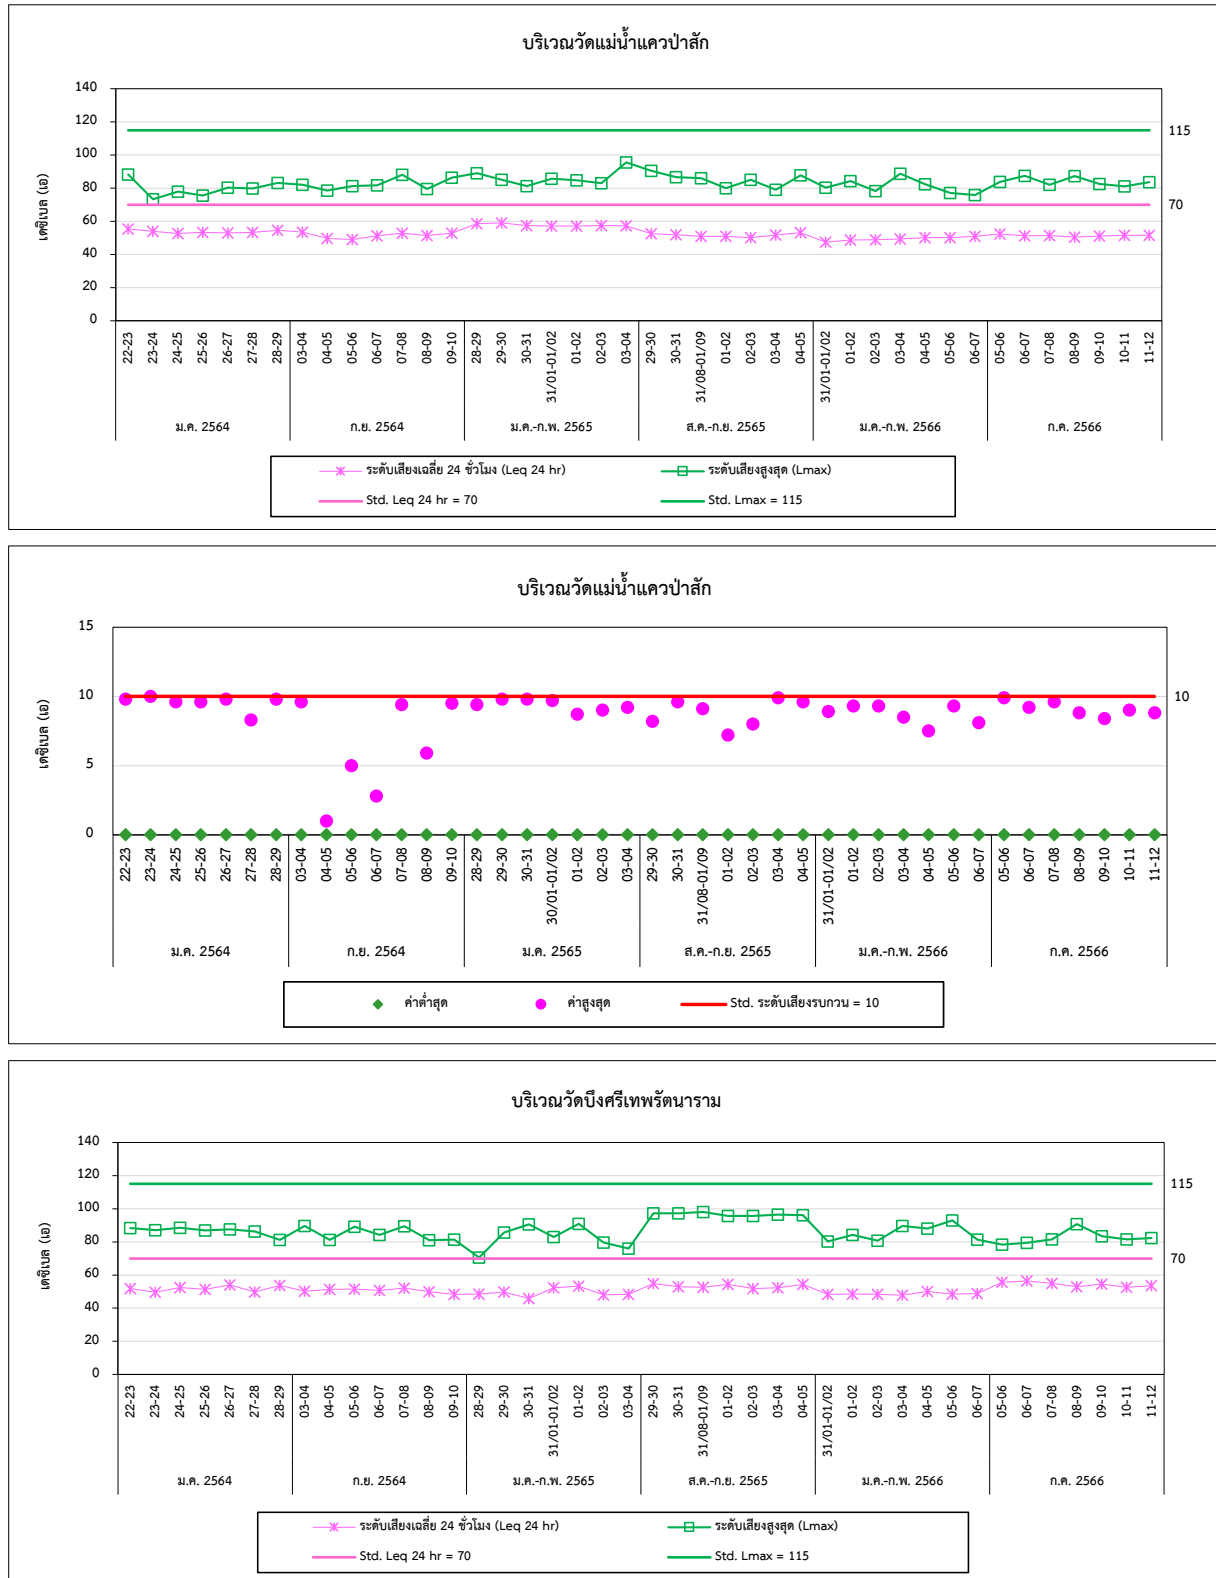 บริเวณวัดแม่น้ำแควป่าสัก
เดซิเบล (เอ)
140
120
100
80
60
40
20
0
115
70
22-23 23-24 24-25 25-26 26-27 27-28 28-29 03-04 04-05 05-06 06-07 07-08 08-09 09-10 28-29 29-30 30-31 31/01-01/02 01-02 02-03 03-04 29-30 30-31 31/08-01/09 01-02 02-03 03-04 04-05 31/01-01/02 01-02 02-03 03-04 04-05 05-06 06-07 05-06 06-07 07-08 08-09 09-10 10-11 11-12
ม.ค. 2564 ก.ย. 2564 ม.ค.-ก.พ. 2565 ส.ค.-ก.ย. 2565 ม.ค.-ก.พ. 2566 ก.ค. 2566
ระดับเสียงเฉลี่ย 24 ชั่วโมง (Leq 24 hr) ระดับเสียงสูงสุด (Lmax)
Std. Leq 24 hr = 70 Std. Lmax = 115
บริเวณวัดแม่น้ำแควป่าสัก
เดซิเบล (เอ)
15
10
5
0
10
22-23 23-24 24-25 25-26 26-27 27-28 28-29 03-04 04-05 05-06 06-07 07-08 08-09 09-10 28-29 29-30 30-31 30/01-01/02 01-02 02-03 03-04 29-30 30-31 31/08-01/09 01-02 02-03 03-04 04-05 31/01-01/02 01-02 02-03 03-04 04-05 05-06 06-07 05-06 06-07 07-08 08-09 09-10 10-11 11-12
ม.ค. 2564 ก.ย. 2564 ม.ค. 2565 ส.ค.-ก.ย. 2565 ม.ค.-ก.พ. 2566 ก.ค. 2566
ค่าต่ำสุด ค่าสูงสุด Std. ระดับเสียงรบกวน = 10
บริเวณวัดบึงศรีเทพรัตนาราม
เดซิเบล (เอ)
140
120
100
80
60
40
20
0
115
70
22-23 23-24 24-25 25-26 26-27 27-28 28-29 03-04 04-05 05-06 06-07 07-08 08-09 09-10 28-29 29-30 30-31 31/01-01/02 01-02 02-03 03-04 29-30 30-31 31/08-01/09 01-02 02-03 03-04 04-05 31/01-01/02 01-02 02-03 03-04 04-05 05-06 06-07 05-06 06-07 07-08 08-09 09-10 10-11 11-12
ม.ค. 2564 ก.ย. 2564 ม.ค.-ก.พ. 2565 ส.ค.-ก.ย. 2565 ม.ค.-ก.พ. 2566 ก.ค. 2566
ระดับเสียงเฉลี่ย 24 ชั่วโมง (Leq 24 hr) ระดับเสียงสูงสุด (Lmax)
Std. Leq 24 hr = 70 Std. Lmax = 115